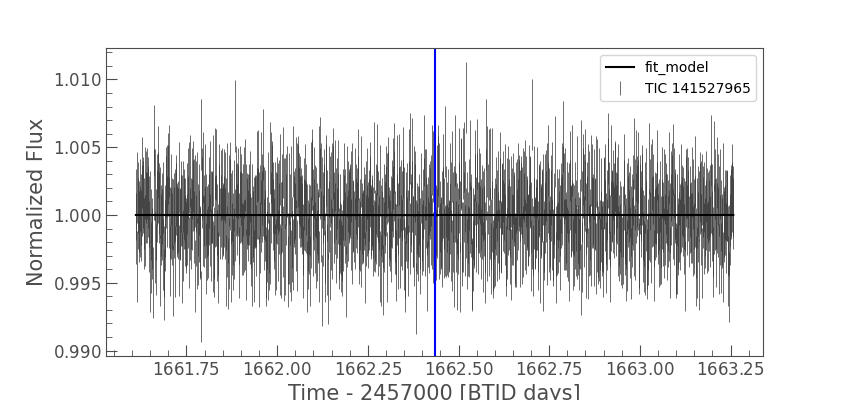 fit_model
TIC 141527965
1.010
1.005
1.000
0.995
0.990
Normalized Flux
1661.75 1662.00 1662.25 1662.50 1662.75 1663.00 1663.25
Time - 2457000 [BTJD days]